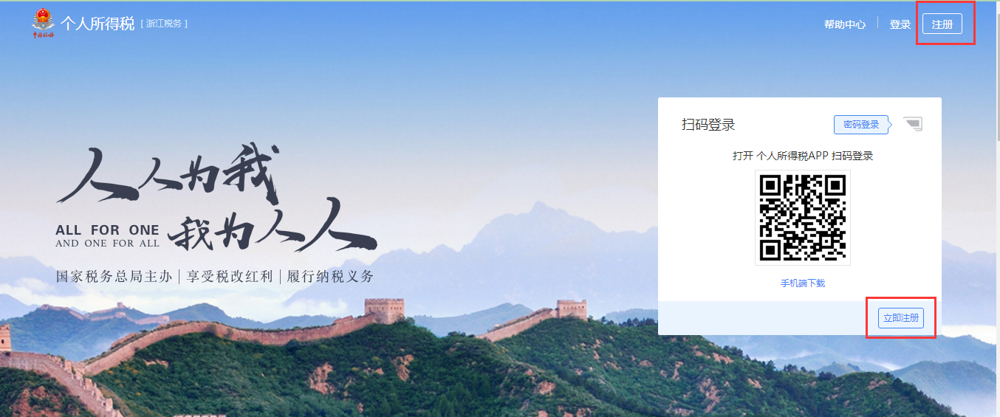 个人所得税 [ 浙江税务 ]
帮助中心 登录 注册
中国税务
扫码登录 密码登录
打开 个人所得税APP 扫码登录
人人为我
ALL FOR ONE
AND ONE FOR ALL
我为人人
国家税务总局主办 | 享受税改红利 | 履行纳税义务
手机端下载
立即注册